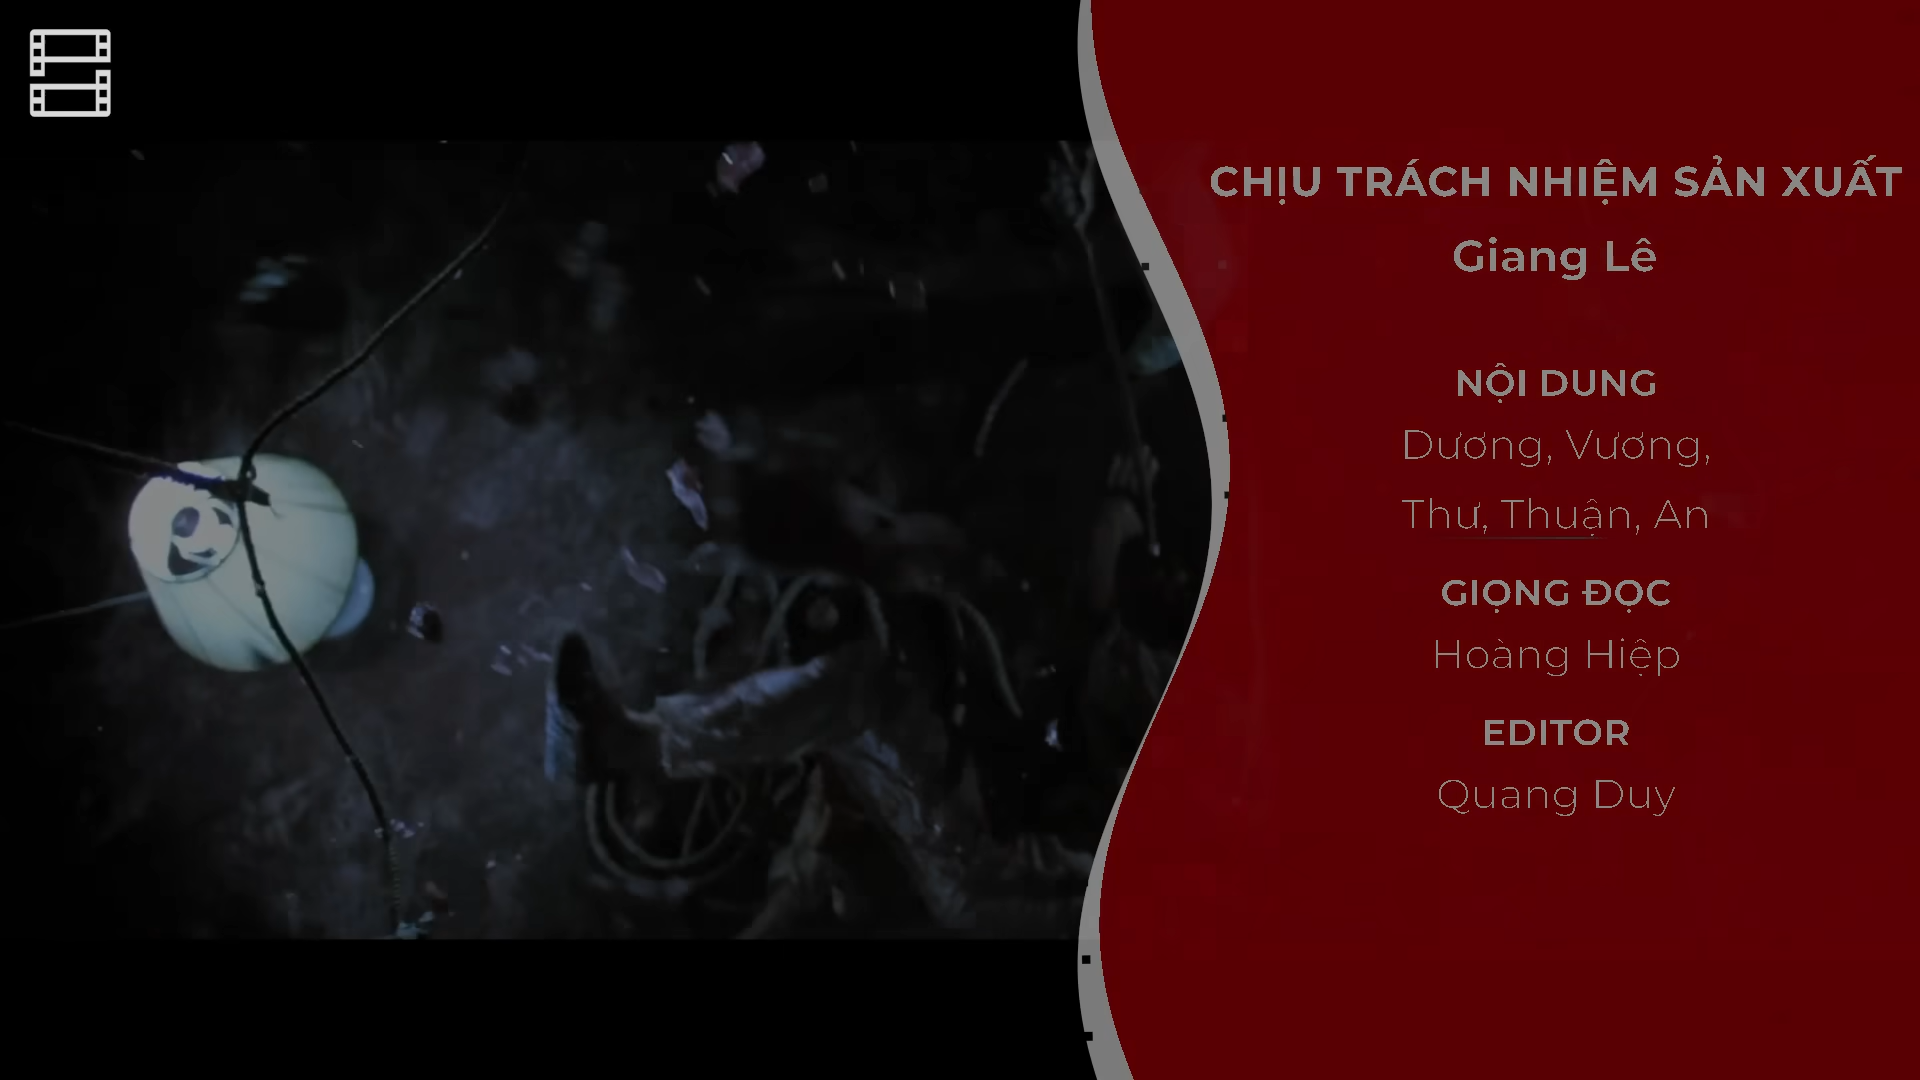 CHỊU TRÁCH NHIỆM SẢN XUẤT
Giang Lê
NỘI DUNG
Dương, Vương,
Thư, Thuận, An
GIỌNG ĐỌC
Hoàng Hiệp
EDITOR
Quang Duy